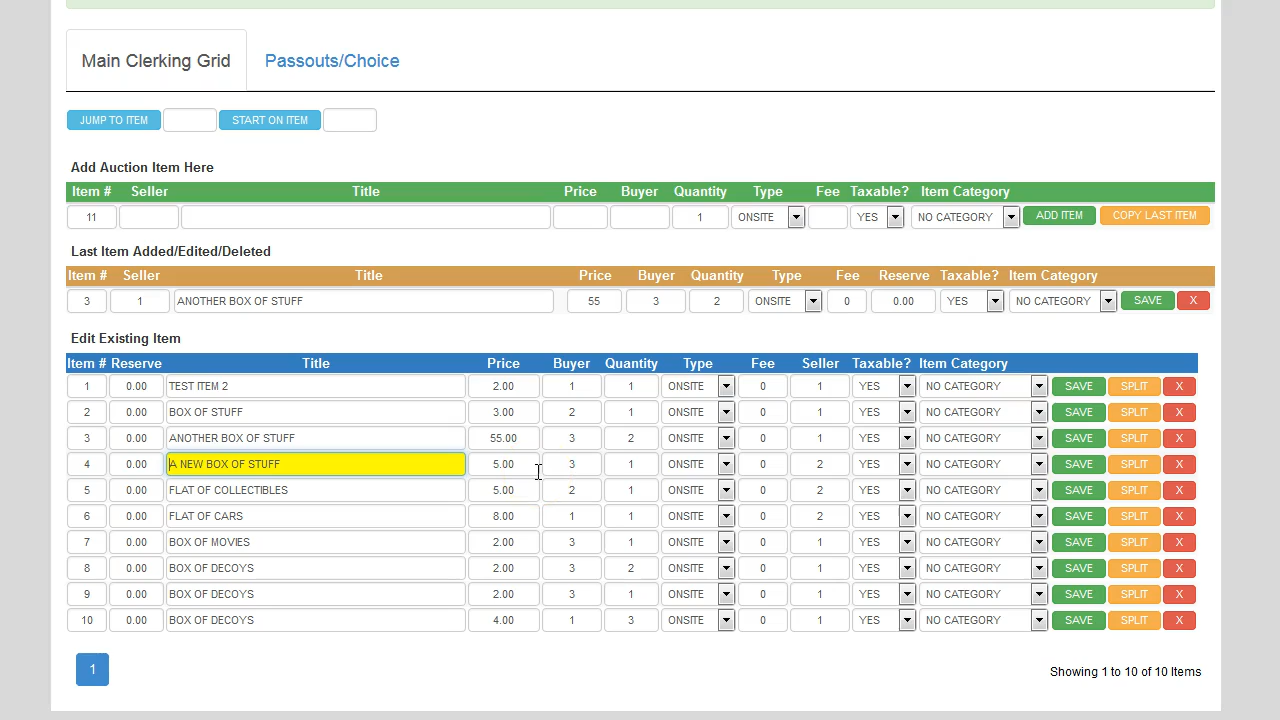 Main Clerking Grid Passouts/Choice
JUMP TO ITEM START ON ITEM
Add Auction Item Here
Item # Seller Title Price Buyer Quantity Type Fee Taxable? Item Category
11 1 ONSITE YES NO CATEGORY ADD ITEM COPY LAST ITEM
Last Item Added/Edited/Deleted
Item # Seller Title Price Buyer Quantity Type Fee Reserve Taxable? Item Category
3 1 ANOTHER BOX OF STUFF 55 3 2 ONSITE 0 0.00 YES NO CATEGORY SAVE X
Edit Existing Item
Item # Reserve Title Price Buyer Quantity Type Fee Seller Taxable? Item Category
1 0.00 TEST ITEM 2 2.00 1 1 ONSITE 0 1 YES NO CATEGORY SAVE SPLIT X
2 0.00 BOX OF STUFF 3.00 2 1 ONSITE 0 1 YES NO CATEGORY SAVE SPLIT X
3 0.00 ANOTHER BOX OF STUFF 55.00 3 2 ONSITE 0 1 YES NO CATEGORY SAVE SPLIT X
4 0.00 A NEW BOX OF STUFF 5.00 3 1 ONSITE 0 2 YES NO CATEGORY SAVE SPLIT X
5 0.00 FLAT OF COLLECTIBLES 5.00 2 1 ONSITE 0 2 YES NO CATEGORY SAVE SPLIT X
6 0.00 FLAT OF CARS 8.00 1 1 ONSITE 0 2 YES NO CATEGORY SAVE SPLIT X
7 0.00 BOX OF MOVIES 2.00 3 1 ONSITE 0 1 YES NO CATEGORY SAVE SPLIT X
8 0.00 BOX OF DECOYS 2.00 3 2 ONSITE 0 1 YES NO CATEGORY SAVE SPLIT X
9 0.00 BOX OF DECOYS 2.00 3 1 ONSITE 0 1 YES NO CATEGORY SAVE SPLIT X
10 0.00 BOX OF DECOYS 4.00 1 3 ONSITE 0 1 YES NO CATEGORY SAVE SPLIT X
1 Showing 1 to 10 of 10 Items